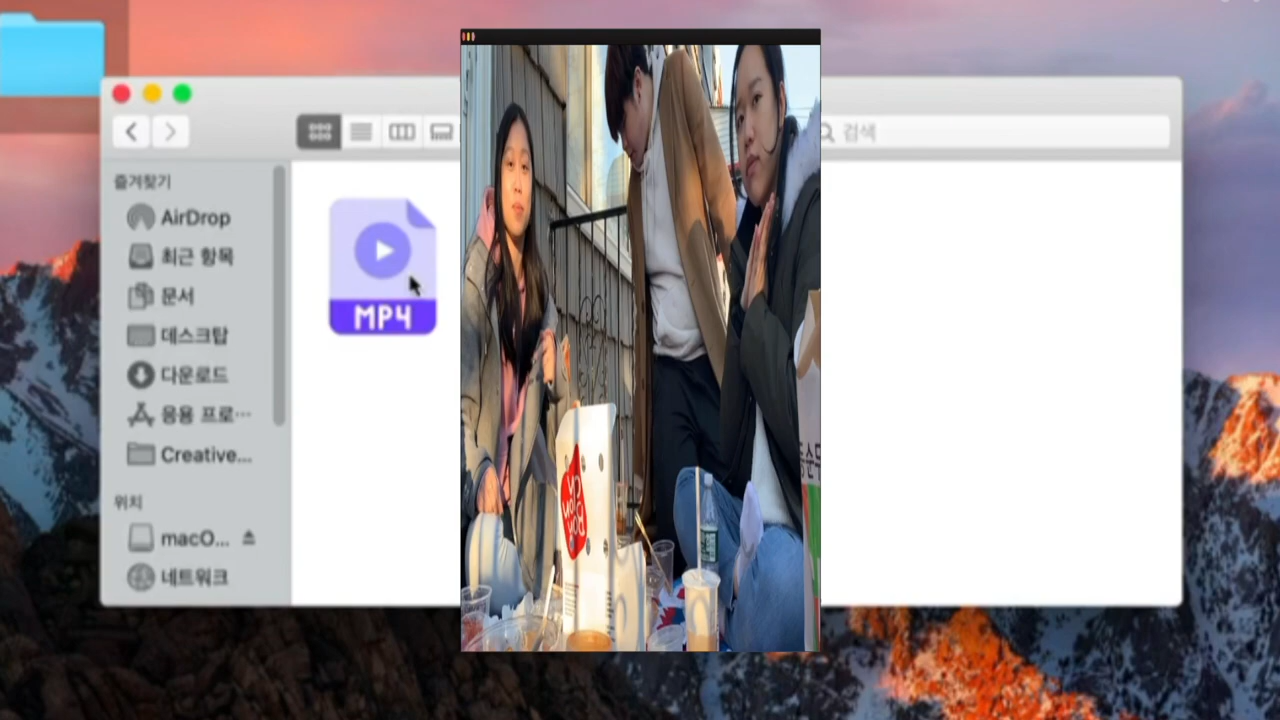 검색
즐겨찾기
AirDrop
최근 항목
문서
데스크탑
다운로드
응용 프로…
Creative...
위치
macO...
네트워크
MP4